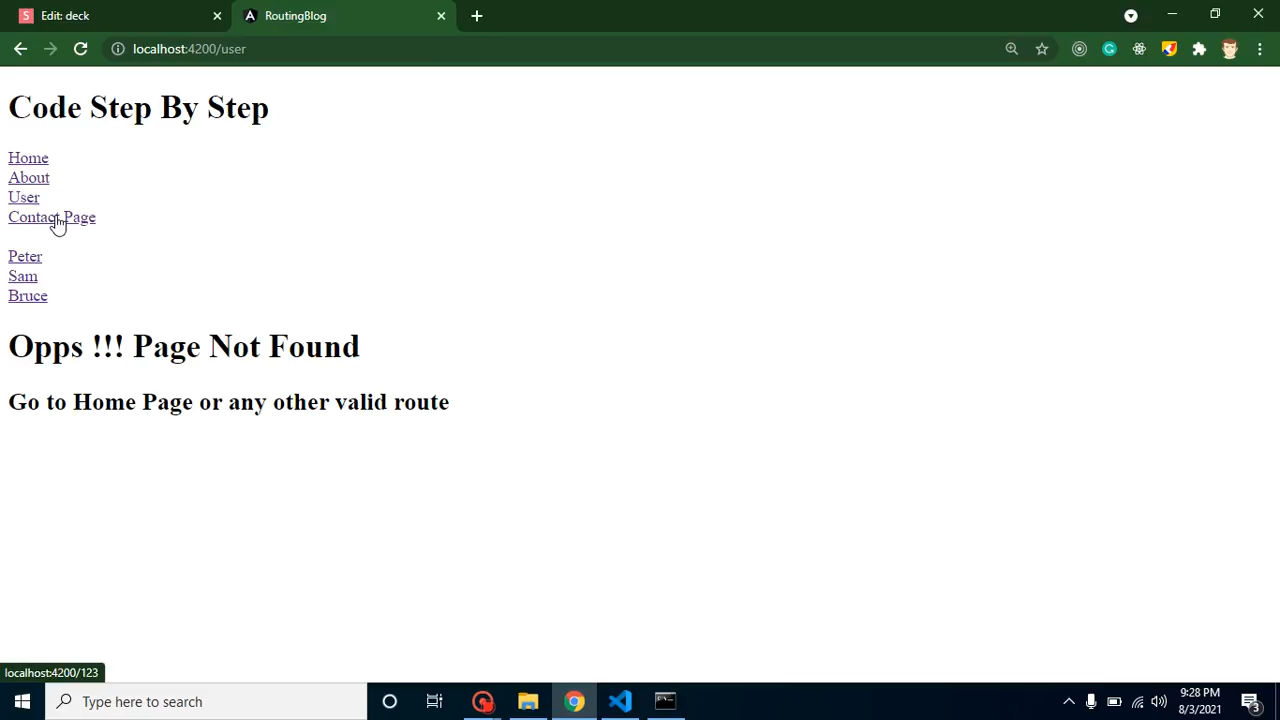 Edit: deck
RoutingBlog
localhost:4200/user
Code Step By Step
Home
About
User
Contact Page
Peter
Sam
Bruce
Opps !!! Page Not Found
Go to Home Page or any other valid route
localhost:4200/123
Type here to search
9:28 PM
8/3/2021
3